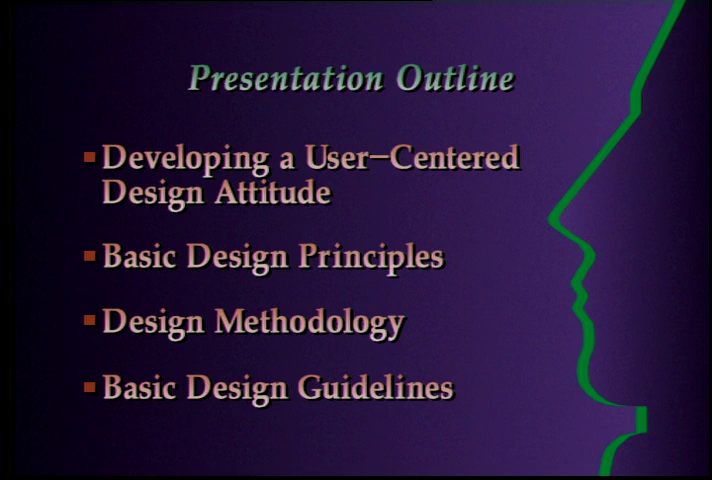 Presentation Outline
Developing a User-Centered
Design Attitude
Basic Design Principles
Design Methodology
Basic Design Guidelines